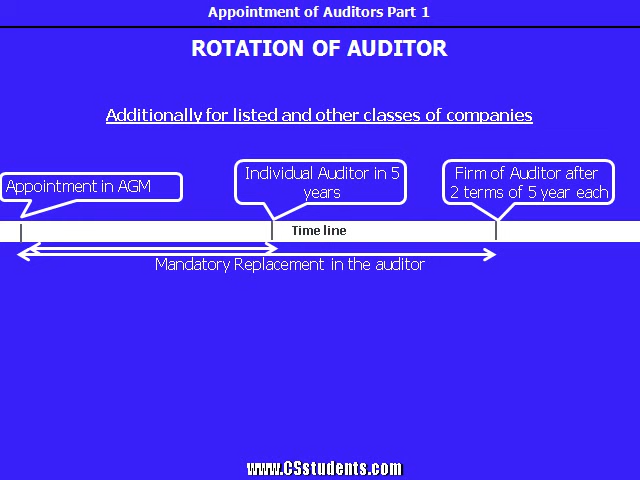 Appointment of Auditors Part 1
ROTATION OF AUDITOR
Additionally for listed and other classes of companies
Appointment in AGM
Individual Auditor in 5
years
Firm of Auditor after
2 terms of 5 year each
Time line
Mandatory Replacement in the auditor
www.CSstudents.com